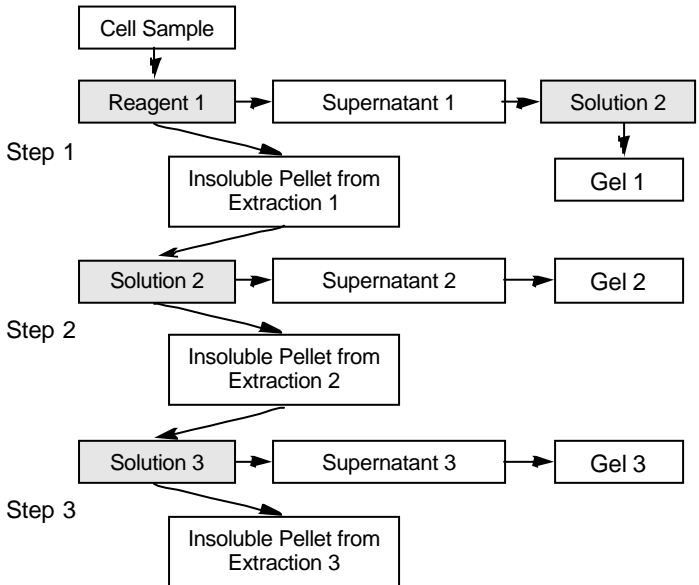 Cell Sample
Reagent 1
Supernatant 1
Solution 2
Step 1
Insoluble Pellet from
Extraction 1
Gel 1
Solution 2
Supernatant 2
Gel 2
Step 2
Insoluble Pellet from
Extraction 2
Solution 3
Supernatant 3
Gel 3
Step 3
Insoluble Pellet from
Extraction 3